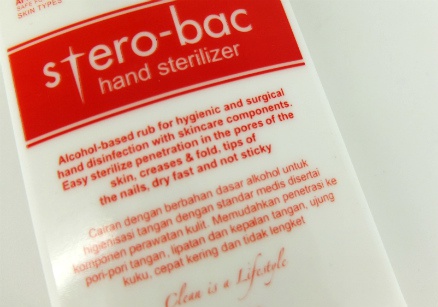 SKIN TYPES
stero-bac
hand sterilizer
Alcohol-based rub for hygienic and surgical
hand disinfection with skincare components.
Easy sterilize penetration in the pores of the
skin, creases & fold, tips of
the nails, dry fast and not sticky
Cairan dengan berbahan dasar alkohol untuk
higienisasi tangan dengan standar medis disertai
komponen perawatan kulit. Memudahkan penetrasi ke
pori-pori tangan, lipatan dan kepalan tangan, ujung
kuku, cepat kering dan tidak lengket
Clean is a Lifestyle